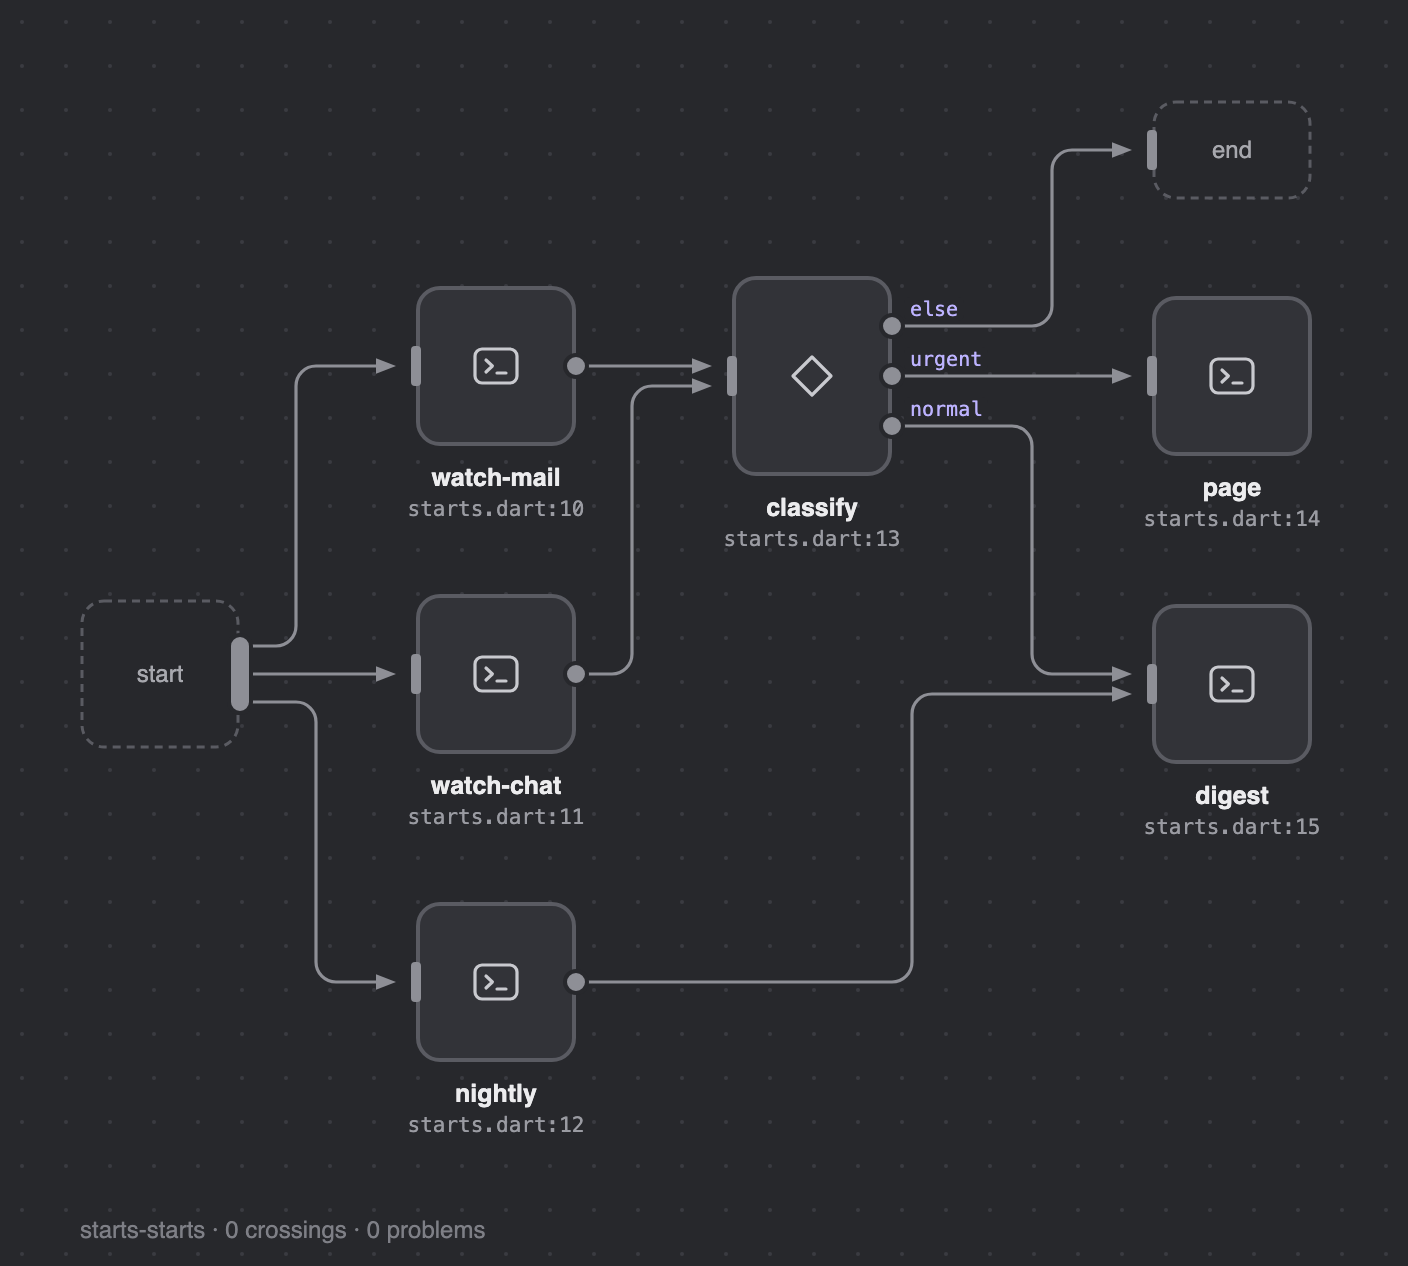 end
else
urgent
normal
watch-mail
starts.dart:10
classify
starts.dart:13
page
starts.dart:14
start
watch-chat
starts.dart:11
digest
starts.dart:15
nightly
starts.dart:12
starts-starts · 0 crossings · 0 problems